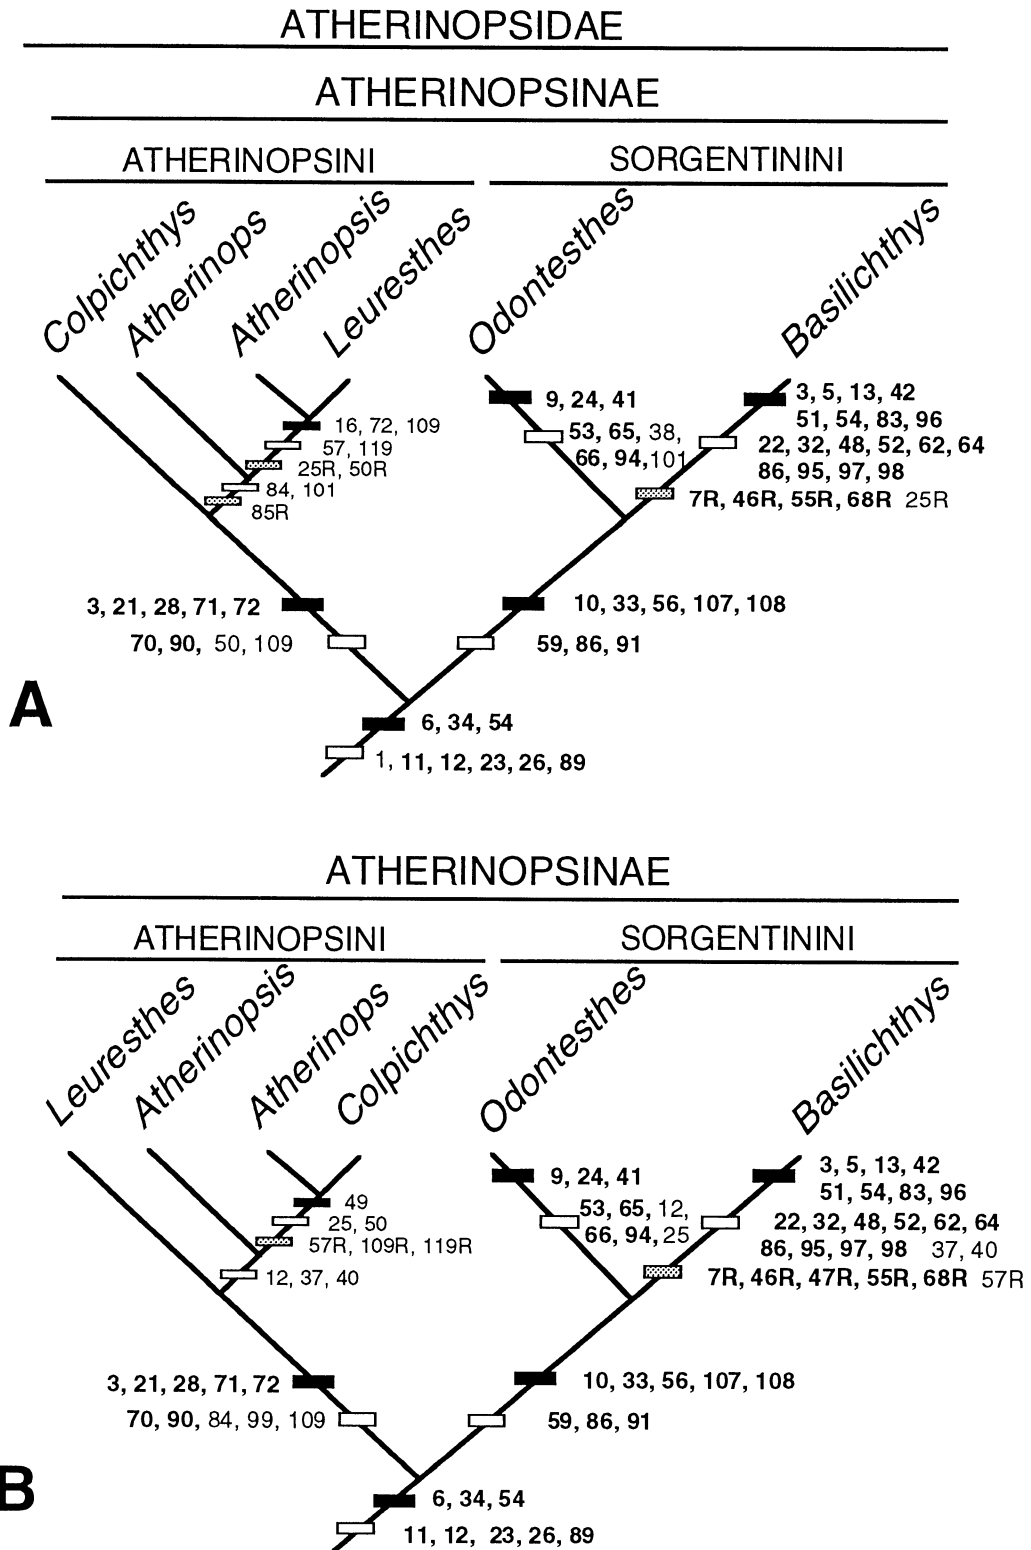 ATHERINOPSIDAE
ATHERINOPSINAE
ATHERINOPSINI
SORGENTININI
Colpichthys
Atherinops
Atherinopsis
Leuresthes
Odontesthes
Basilichthys
16, 72, 109
57, 119
25R, 50R
84, 101
85R
9, 24, 41
53, 65, 38,
66, 94, 101
3, 5, 13, 42
51, 54, 83, 96
22, 32, 48, 52, 62, 64
86, 95, 97, 98
7R, 46R, 55R, 68R 25R
3, 21, 28, 71, 72
70, 90, 50, 109
10, 33, 56, 107, 108
59, 86, 91
A
6, 34, 54
1, 11, 12, 23, 26, 89
ATHERINOPSINAE
ATHERINOPSINI
SORGENTININI
Leuresthes
Atherinopsis
Atherinops
Colpichthys
Odontesthes
Basilichthys
49
25, 50
57R, 109R, 119R
12, 37, 40
9, 24, 41
53, 65, 12,
66, 94, 25
3, 5, 13, 42
51, 54, 83, 96
22, 32, 48, 52, 62, 64
86, 95, 97, 98 37, 40
7R, 46R, 47R, 55R, 68R 57R
3, 21, 28, 71, 72
70, 90, 84, 99, 109
10, 33, 56, 107, 108
59, 86, 91
B
6, 34, 54
11, 12, 23, 26, 89